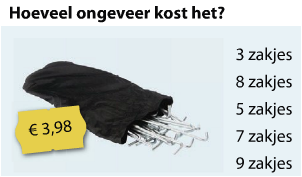 Hoeveel ongeveer kost het?
€ 3,98
3 zakjes
8 zakjes
5 zakjes
7 zakjes
9 zakjes